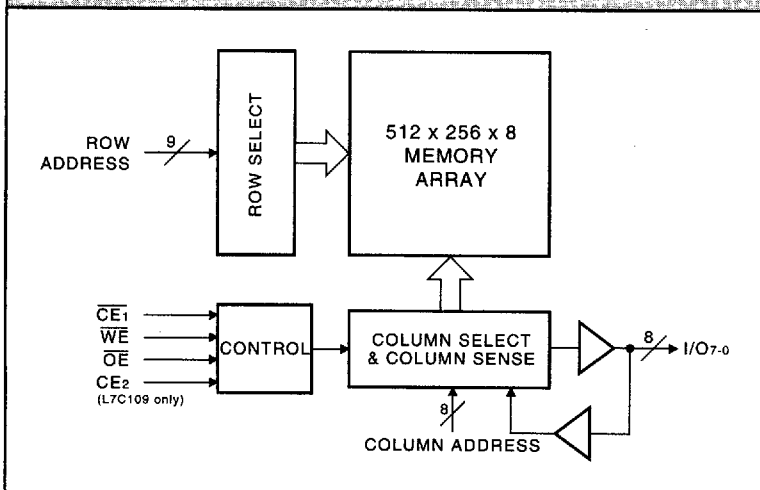 ROW
ADDRESS
9
ROW SELECT
512 x 256 x 8
MEMORY
ARRAY
CE1
WE
OE
CE2
(L7C109 only)
CONTROL
COLUMN SELECT
& COLUMN SENSE
8
I/O7-0
8
COLUMN ADDRESS